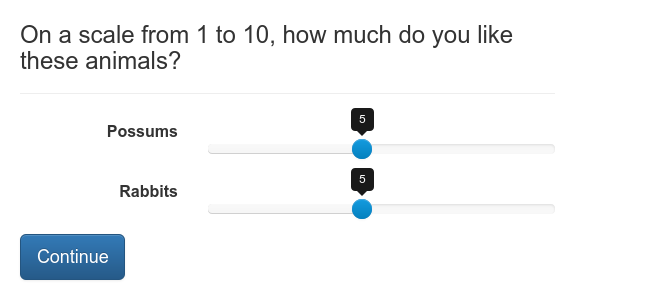 On a scale from 1 to 10, how much do you like
these animals?
5
Possums
5
Rabbits
Continue